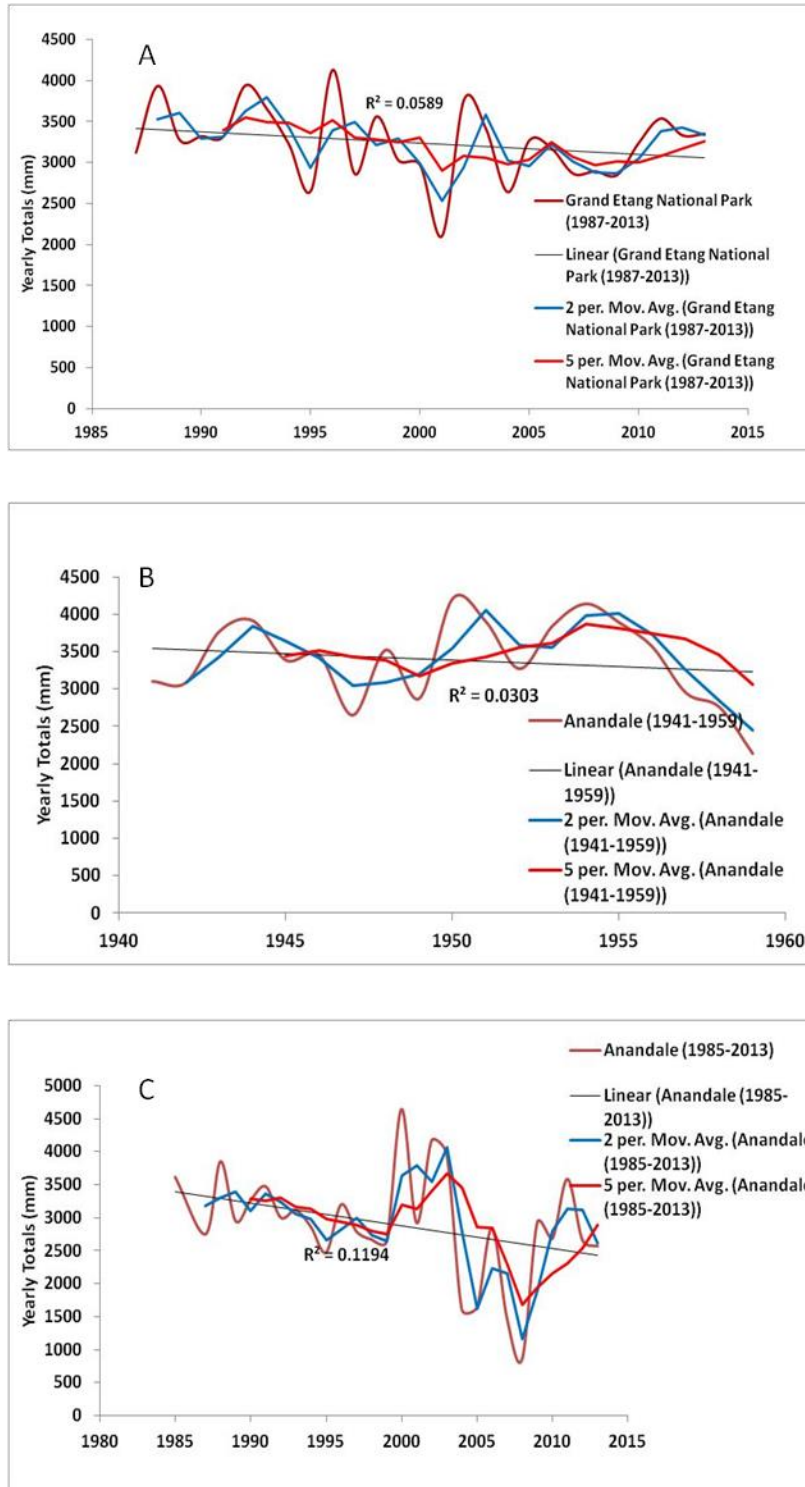 A
4500
4000
3500
3000
2500
2000
1500
1000
500
0
Yearly Totals (mm)
R² = 0.0589
Grand Etang National Park
(1987-2013)
Linear (Grand Etang National
Park (1987-2013))
2 per. Mov. Avg. (Grand Etang
National Park (1987-2013))
5 per. Mov. Avg. (Grand Etang
National Park (1987-2013))
1985 1990 1995 2000 2005 2010 2015
B
4500
4000
3500
3000
2500
2000
1500
1000
500
0
Yearly Totals (mm)
R² = 0.0303
Anandale (1941-1959)
Linear (Anandale (1941-
1959))
2 per. Mov. Avg. (Anandale
(1941-1959))
5 per. Mov. Avg. (Anandale
(1941-1959))
1940 1945 1950 1955 1960
Anandale (1985-2013)
Linear (Anandale (1985-
2013))
2 per. Mov. Avg. (Anandale
(1985-2013))
5 per. Mov. Avg. (Anandale
(1985-2013))
C
5000
4500
4000
3500
3000
2500
2000
1500
1000
500
0
Yearly Totals (mm)
R² = 0.1194
1980 1985 1990 1995 2000 2005 2010 2015